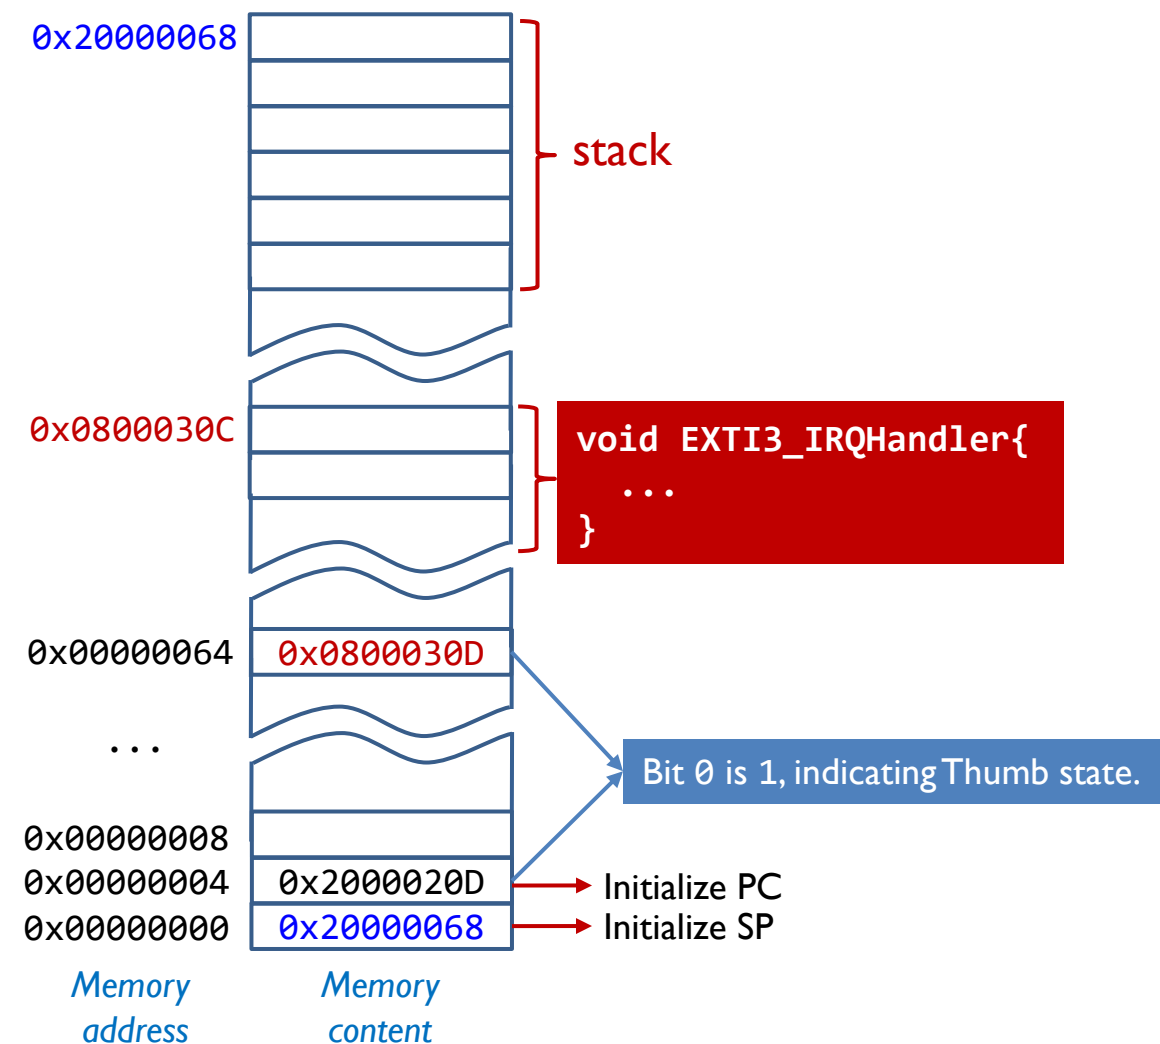 0x20000068
stack
0x0800030C
void EXTI3_IRQHandler{
...
}
0x00000064 0x0800030D
...
Bit 0 is 1, indicating Thumb state.
0x00000008
0x00000004 0x2000020D Initialize PC
0x00000000 0x20000068 Initialize SP
Memory Memory
address content